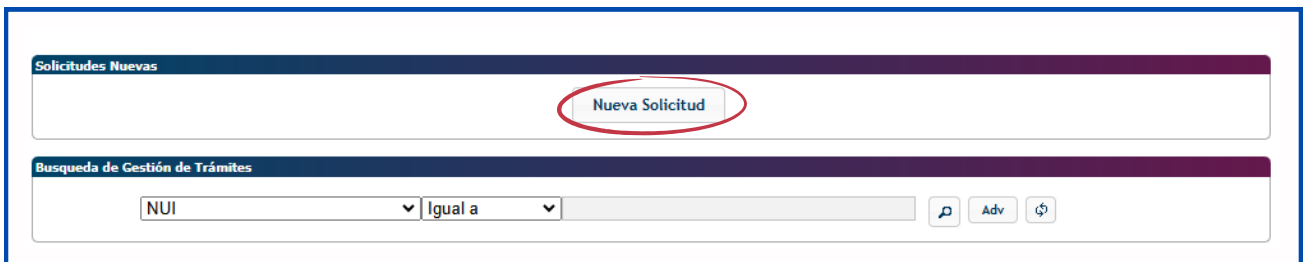 Solicitudes Nuevas
Nueva Solicitud
Busqueda de Gestión de Trámites
NUI Igual a Adv